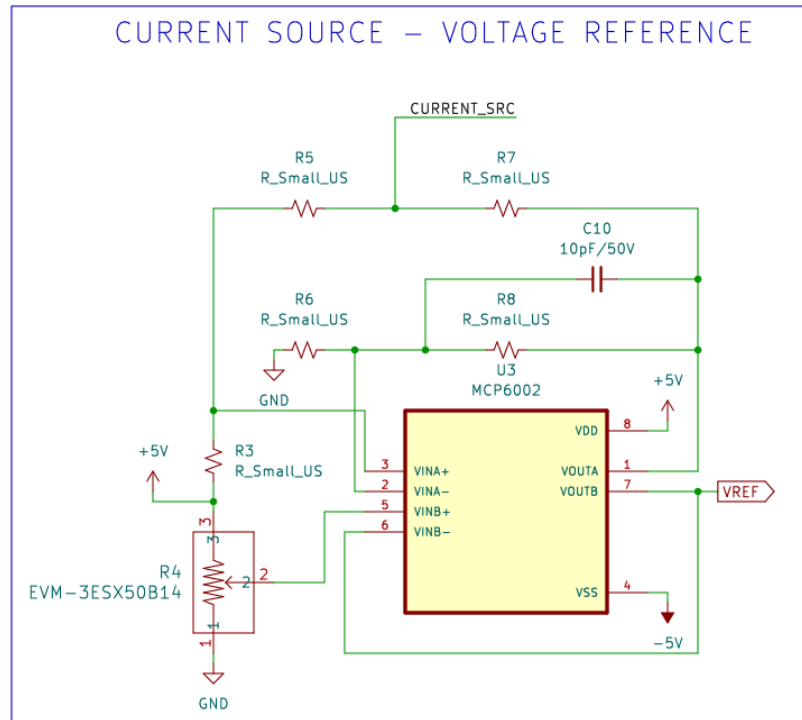 CURRENT SOURCE – VOLTAGE REFERENCE
CURRENT_SRC
R5
R_Small_US
R7
R_Small_US
C10
10pF/50V
R6
R_Small_US
R8
R_Small_US
GND
U3
MCP6002
+5V
+5V
R3
R_Small_US
VDD 8
3 VINA+
VOUTA 1
2 VINA-
VOUTB 7
VREF
5 VINB+
6 VINB-
3
3
R4
EVM-3ESX50B14
2 2
VSS 4
1
1
-5V
GND